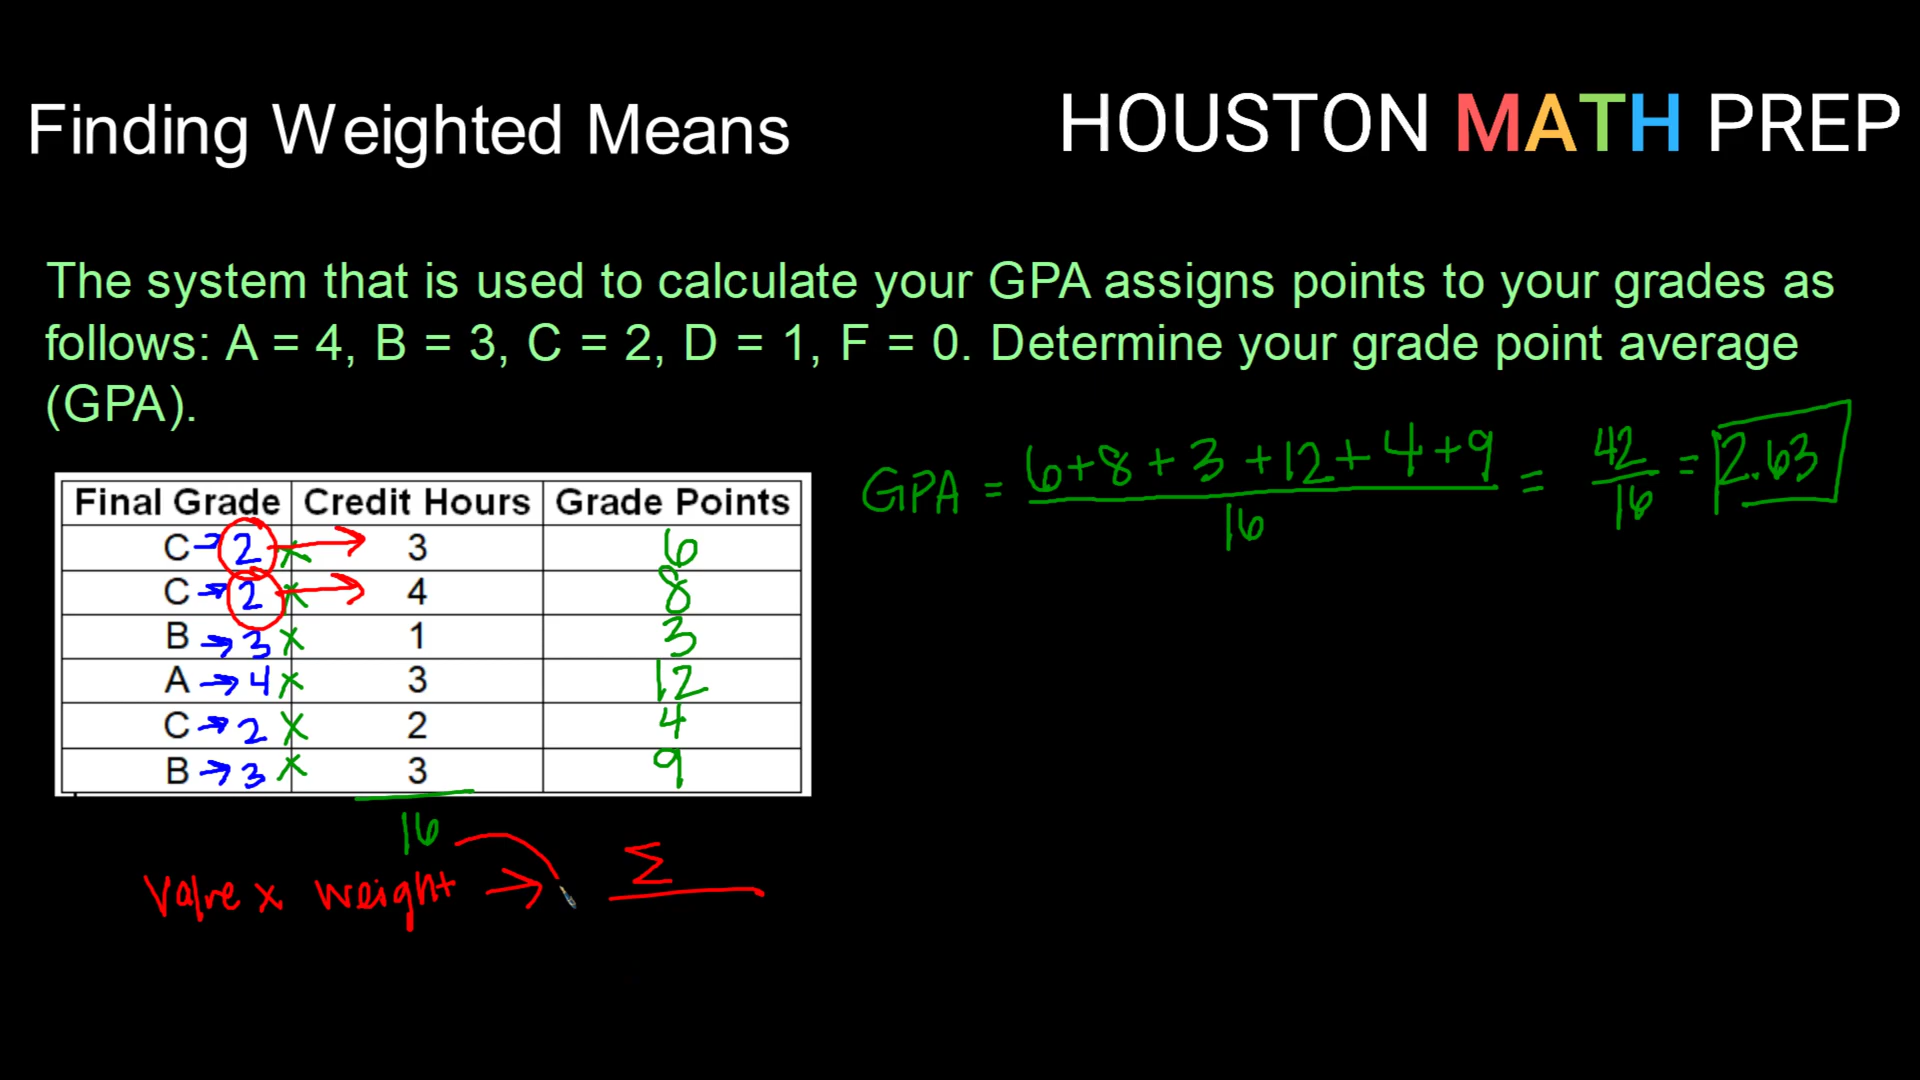 Finding Weighted Means
HOUSTON MATH PREP
The system that is used to calculate your GPA assigns points to your grades as
follows: A = 4, B = 3, C = 2, D = 1, F = 0. Determine your grade point average
(GPA).
GPA = 6+8+3+12+4+9 / 16 = 42/16 = 2.63
Final Grade Credit Hours Grade Points
C → 2 × 3 6
C → 2 × 4 8
B → 3 × 1 3
A → 4 × 3 12
C → 2 × 2 4
B → 3 × 3 9
16
Value × weight → Σ